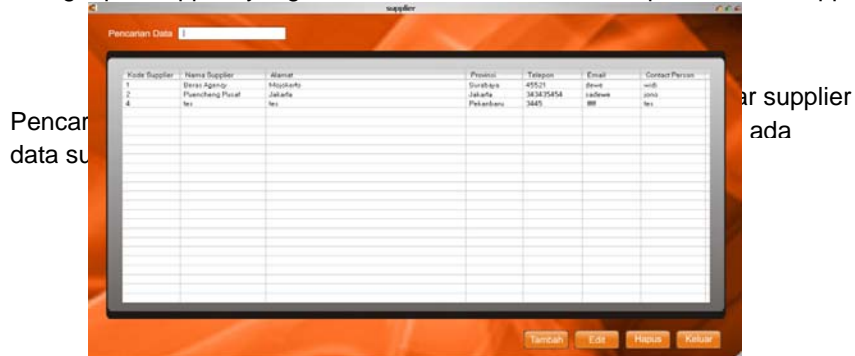 supplier
Pencarian Data
Kode Supplier Nama Supplier Alamat Provinsi Telepon Email Contact Person
1 Beras Agency Mojokerto Surabaya 45521 dewe widi
2 Puencheng Pusat Jakarta Jakarta 343435454 sadewe zono
4 tes tes Pekanbaru 3445 tes
ar supplier
Pencar
ada
data su
Tambah Edit Hapus Keluar